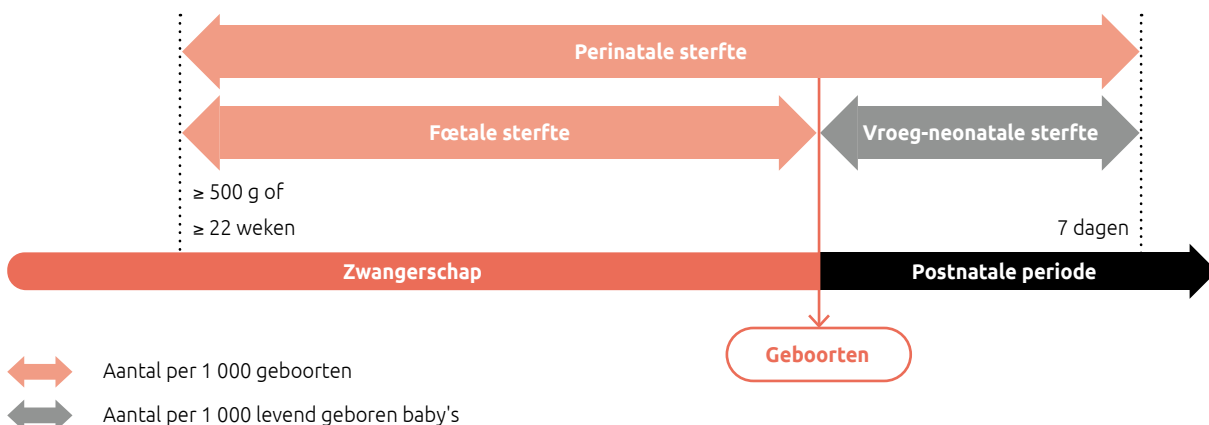 Perinatale sterfte
Fœtale sterfte
Vroeg-neonatale sterfte
≥ 500 g of
≥ 22 weken
7 dagen
Zwangerschap
Postnatale periode
Geboorten
Aantal per 1 000 geboorten
Aantal per 1 000 levend geboren baby's